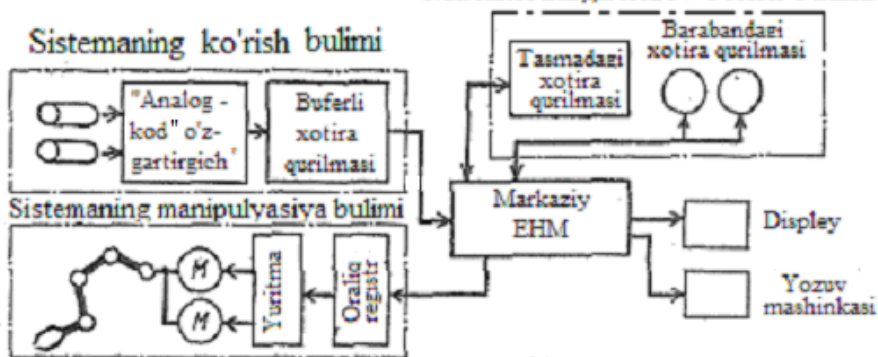 Sistemaning ko'rish bulimi
"Analog -
kod" o'z-
gartirgich'
Buferli
xotira
qurilmasi
Tasmadagi
xotira
qurilmasi
Barabandagi
xotira qurilmasi
Sistemaning manipulyasiya bulimi
M
M
Yuritma
Oraliq
registr
Markaziy
EHM
Displey
Yozuv
mashinkasi